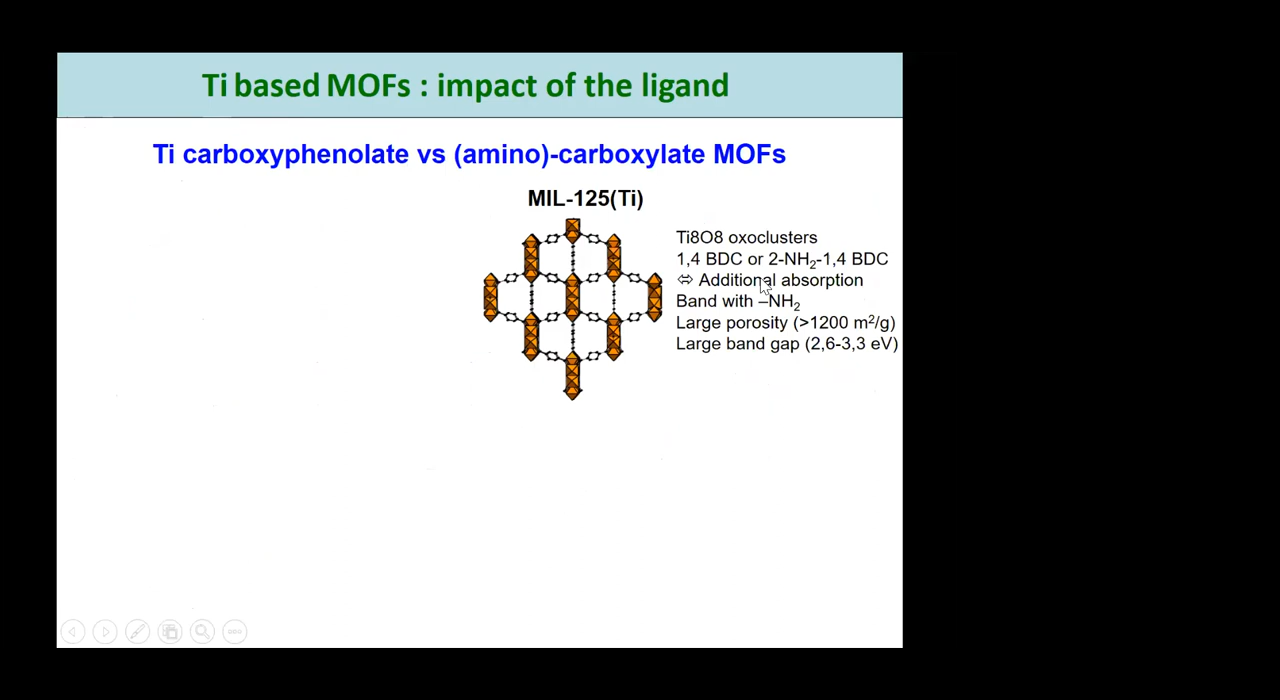 Ti based MOFs : impact of the ligand
Ti carboxyphenolate vs (amino)-carboxylate MOFs
MIL-125(Ti)
Ti8O8 oxoclusters
1,4 BDC or 2-NH₂-1,4 BDC
⇔ Additional absorption
Band with –NH₂
Large porosity (>1200 m²/g)
Large band gap (2,6-3,3 eV)